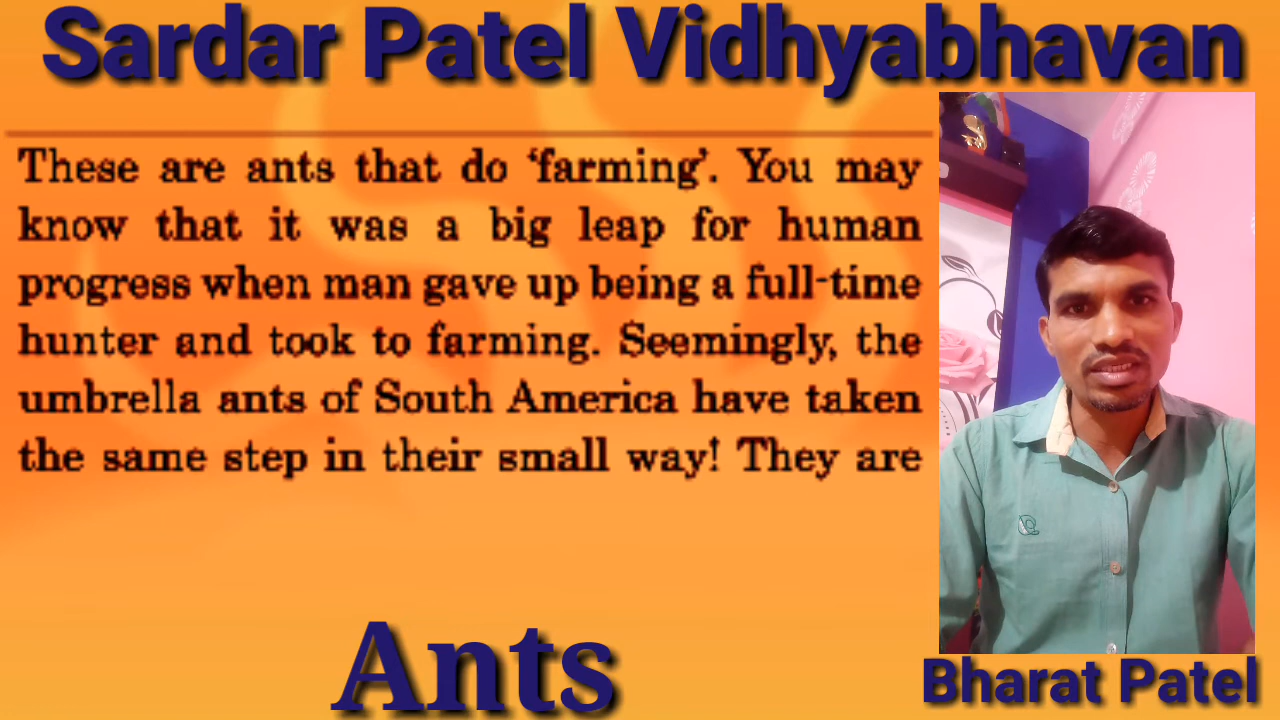 Sardar Patel Vidhyabhavan
These are ants that do ‘farming’. You may
know that it was a big leap for human
progress when man gave up being a full-time
hunter and took to farming. Seemingly, the
umbrella ants of South America have taken
the same step in their small way! They are
Ants
Bharat Patel